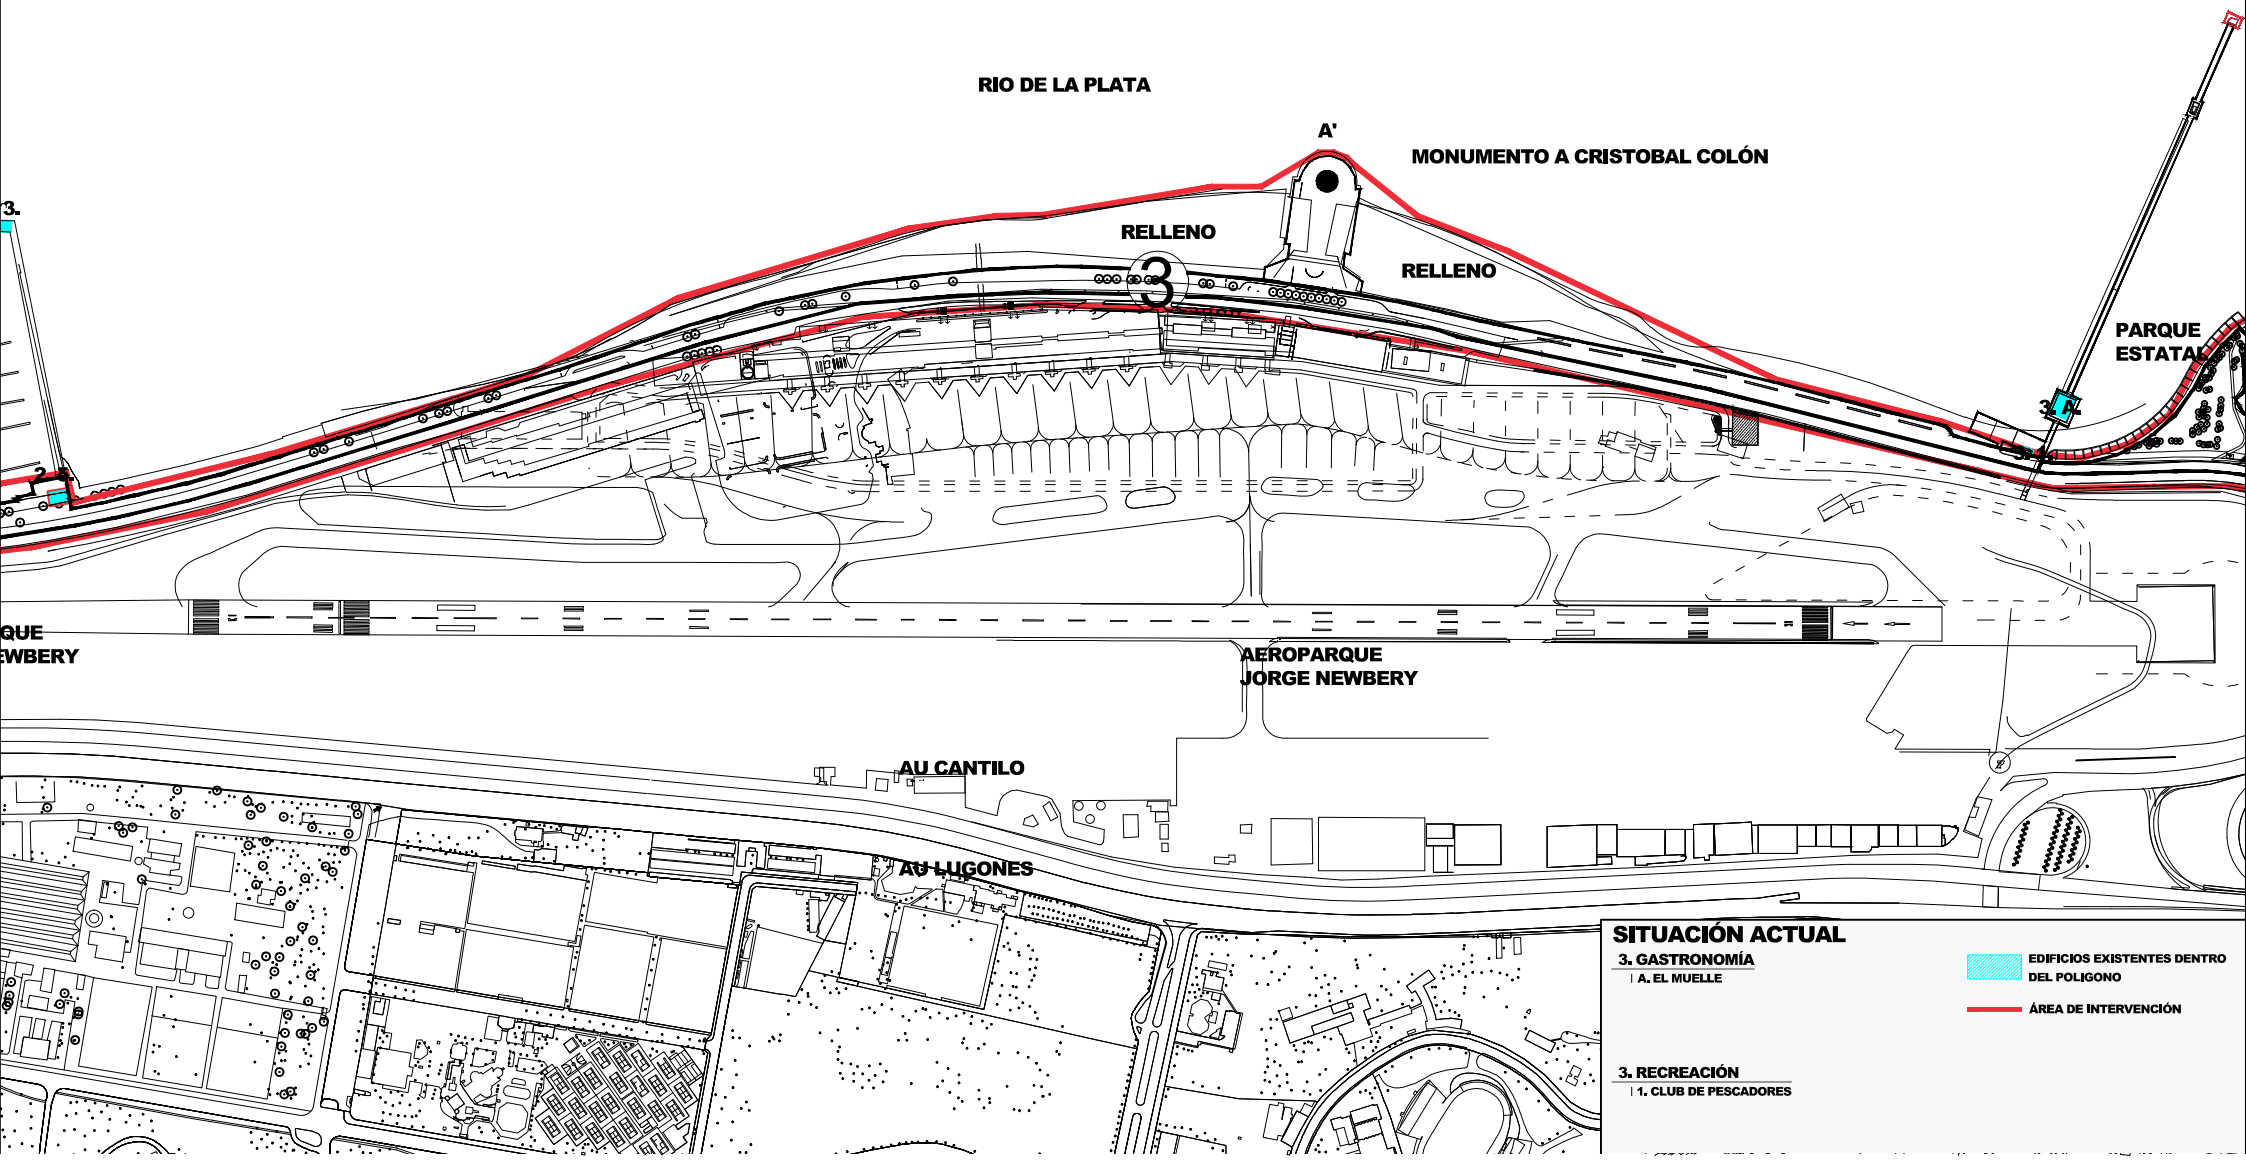 RIO DE LA PLATA
A'
MONUMENTO A CRISTOBAL COLÓN
3.
RELLENO
3
RELLENO
PARQUE
ESTATAL
3. A.
2
QUE
EWBERY
AEROPARQUE
JORGE NEWBERY
AU CANTILO
AU LUGONES
SITUACIÓN ACTUAL
3. GASTRONOMÍA
A. EL MUELLE
EDIFICIOS EXISTENTES DENTRO
DEL POLIGONO
ÁREA DE INTERVENCIÓN
3. RECREACIÓN
1. CLUB DE PESCADORES